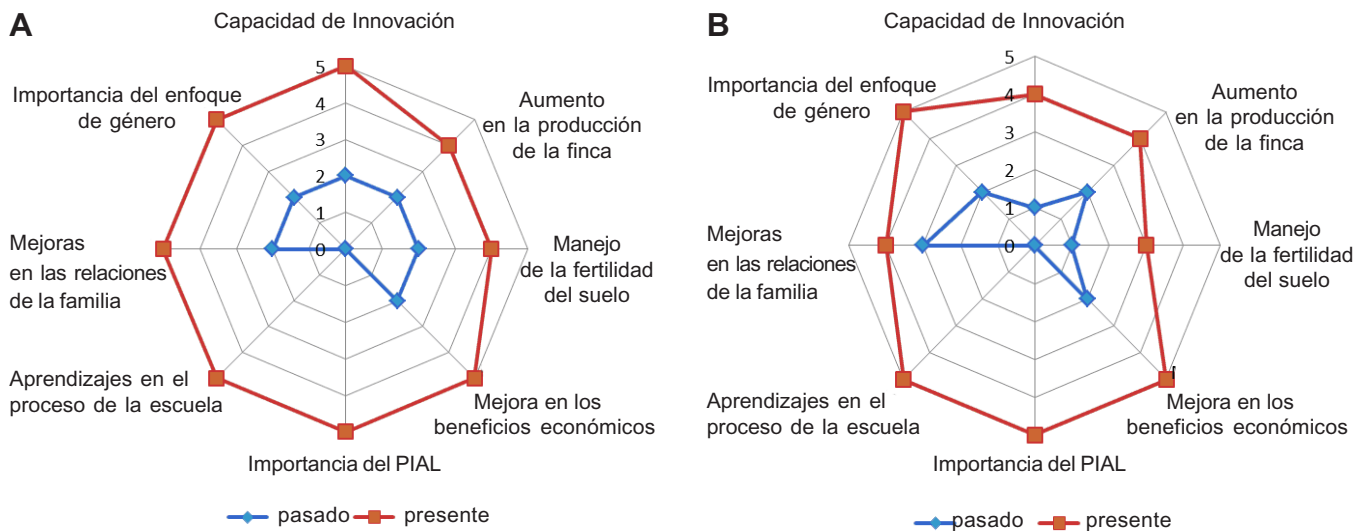 A
Capacidad de Innovación
5
4
3
2
1
0
Importancia del enfoque
de género
Aumento
en la producción
de la finca
Mejoras
en las relaciones
de la familia
Manejo
de la fertilidad
del suelo
Aprendizajes en el
proceso de la escuela
Mejora en los
beneficios económicos
Importancia del PIAL
pasado
presente
B
Capacidad de Innovación
5
4
3
2
1
0
Importancia del enfoque
de género
Aumento
en la producción
de la finca
Mejoras
en las relaciones
de la familia
Manejo
de la fertilidad
del suelo
Aprendizajes en el
proceso de la escuela
Mejora en los
beneficios económicos
Importancia del PIAL
pasado
presente